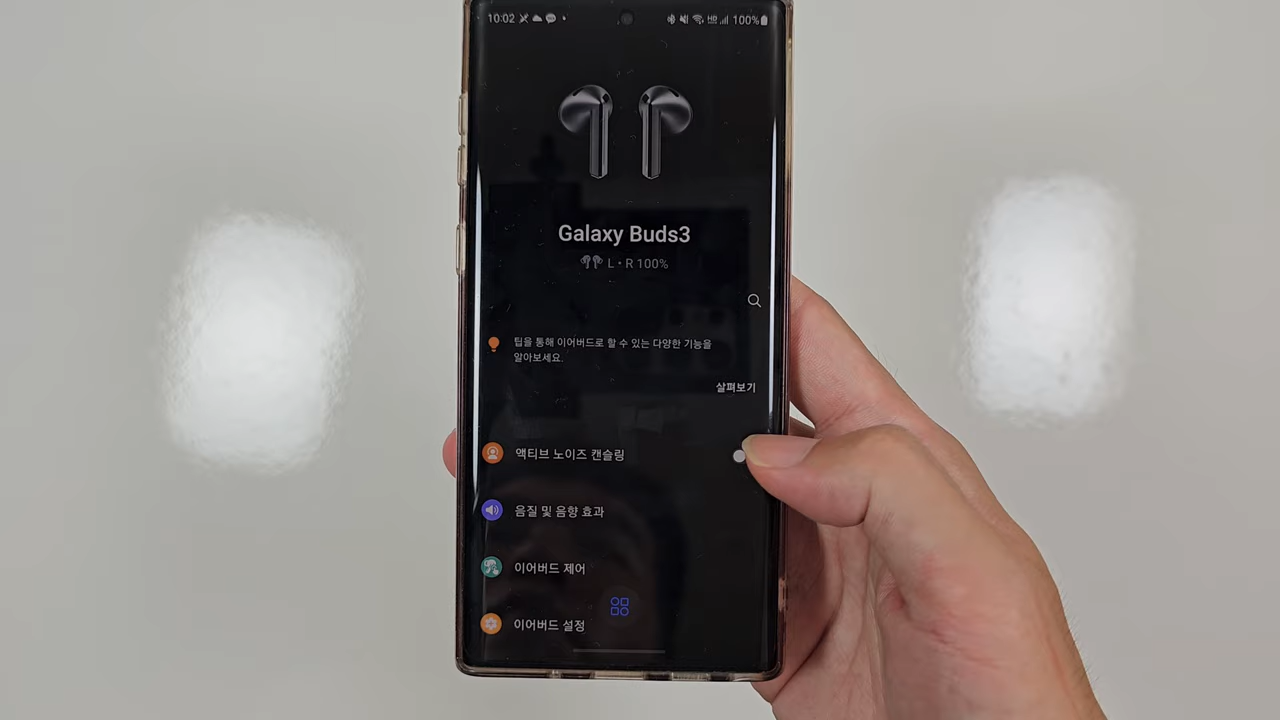 10:02
100%
Galaxy Buds3
L • R 100%
팁을 통해 이어버드로 할 수 있는 다양한 기능을
알아보세요.
살펴보기
액티브 노이즈 캔슬링
음질 및 음향 효과
이어버드 제어
이어버드 설정